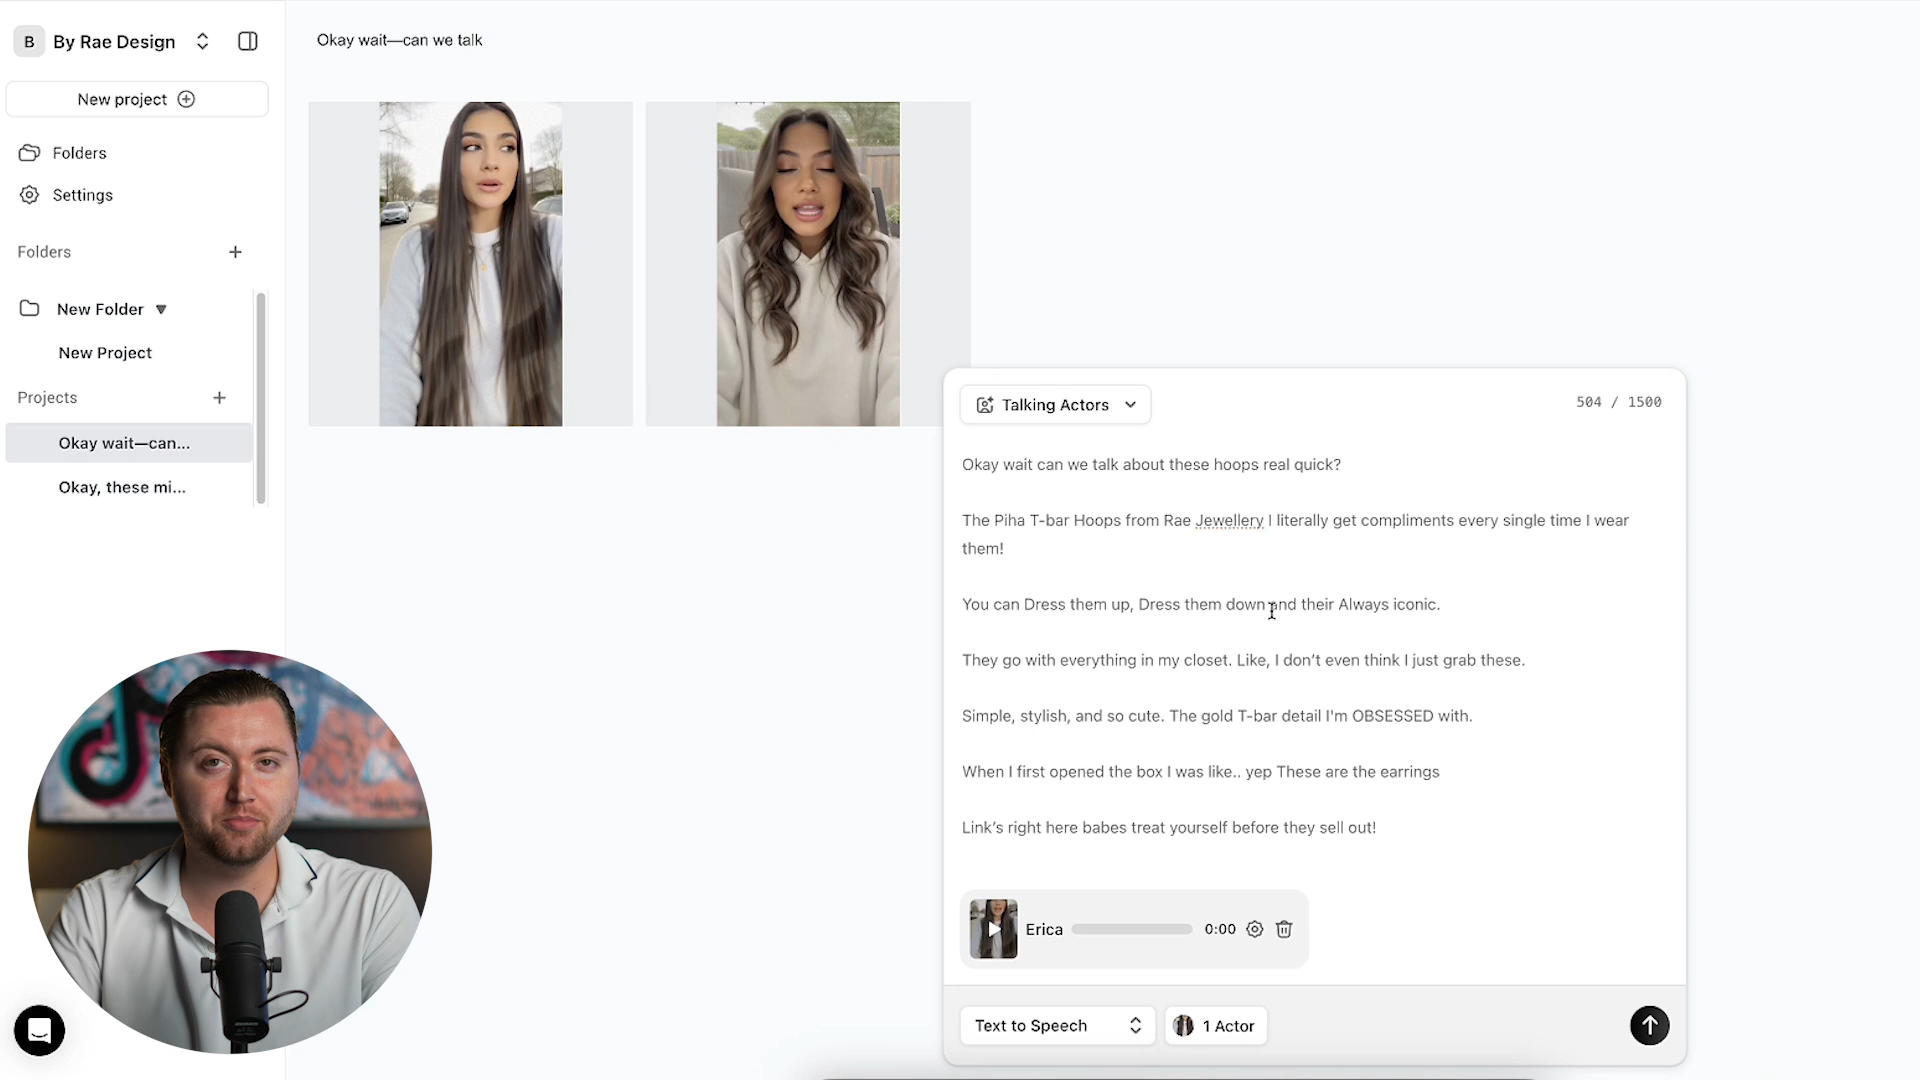 B By Rae Design
New project
Folders
Settings
Folders
New Folder
New Project
Projects
Okay wait—can...
Okay, these mi...
Okay wait—can we talk
Talking Actors
504 / 1500
Okay wait can we talk about these hoops real quick?
The Piha T-bar Hoops from Rae Jewellery I literally get compliments every single time I wear
them!
You can Dress them up, Dress them down and their Always iconic.
They go with everything in my closet. Like, I don’t even think I just grab these.
Simple, stylish, and so cute. The gold T-bar detail I'm OBSESSED with.
When I first opened the box I was like.. yep These are the earrings
Link’s right here babes treat yourself before they sell out!
Erica
0:00
Text to Speech
1 Actor